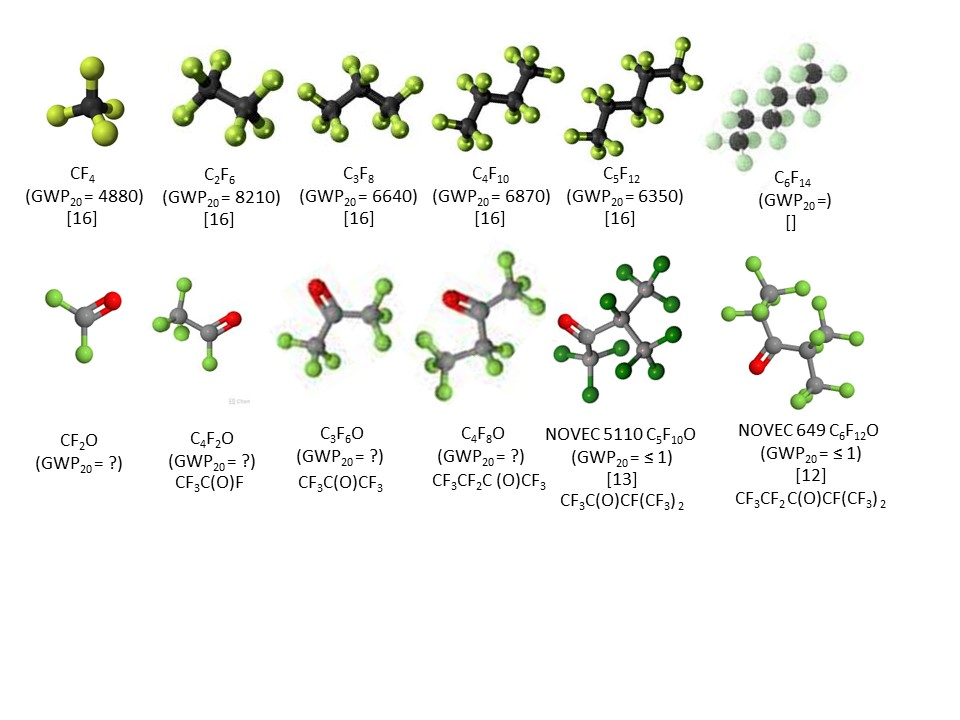 CF₄
(GWP₂₀ = 4880)
[16]
C₂F₆
(GWP₂₀ = 8210)
[16]
C₃F₈
(GWP₂₀ = 6640)
[16]
C₄F₁₀
(GWP₂₀ = 6870)
[16]
C₅F₁₂
(GWP₂₀ = 6350)
[16]
C₆F₁₄
(GWP₂₀ =)
[]
CF₂O
(GWP₂₀ = ?)
C₄F₂O
(GWP₂₀ = ?)
CF₃C(O)F
C₃F₆O
(GWP₂₀ = ?)
CF₃C(O)CF₃
C₄F₈O
(GWP₂₀ = ?)
CF₃CF₂C (O)CF₃
NOVEC 5110 C₅F₁₀O
(GWP₂₀ = ≤ 1)
[13]
CF₃C(O)CF(CF₃) ₂
NOVEC 649 C₆F₁₂O
(GWP₂₀ = ≤ 1)
[12]
CF₃CF₂ C(O)CF(CF₃) ₂